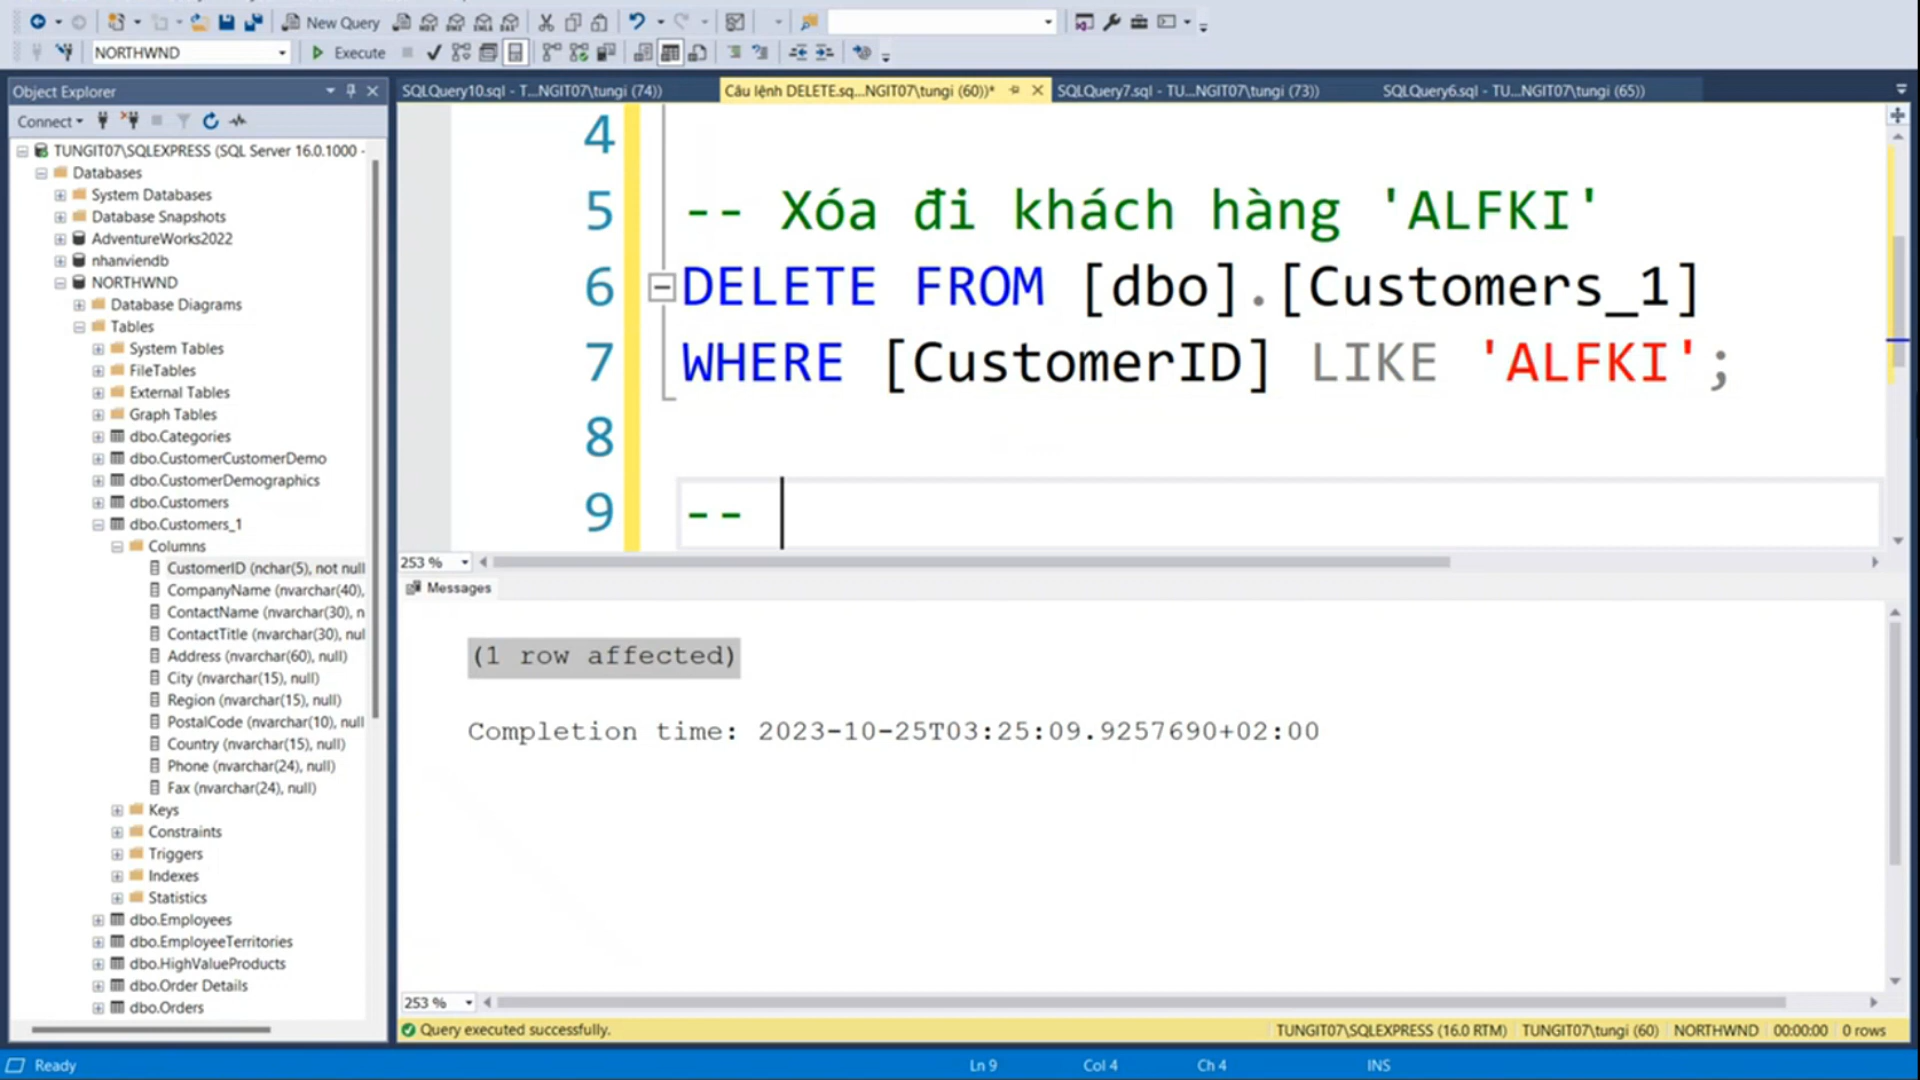 New Query
NORTHWND
Execute
Object Explorer
Connect
TUNGIT07\SQLEXPRESS (SQL Server 16.0.1000 -
Databases
System Databases
Database Snapshots
AdventureWorks2022
nhanviendb
NORTHWND
Database Diagrams
Tables
System Tables
FileTables
External Tables
Graph Tables
dbo.Categories
dbo.CustomerCustomerDemo
dbo.CustomerDemographics
dbo.Customers
dbo.Customers_1
Columns
CustomerID (nchar(5), not null
CompanyName (nvarchar(40),
ContactName (nvarchar(30), n
ContactTitle (nvarchar(30), nul
Address (nvarchar(60), null)
City (nvarchar(15), null)
Region (nvarchar(15), null)
PostalCode (nvarchar(10), null
Country (nvarchar(15), null)
Phone (nvarchar(24), null)
Fax (nvarchar(24), null)
Keys
Constraints
Triggers
Indexes
Statistics
dbo.Employees
dbo.EmployeeTerritories
dbo.HighValueProducts
dbo.Order Details
dbo.Orders
SQLQuery10.sql - T...NGIT07\tungi (74))
Câu lệnh DELETE.sq...NGIT07\tungi (60))*
SQLQuery7.sql - TU...NGIT07\tungi (73))
SQLQuery6.sql - TU...NGIT07\tungi (65))
4
5 -- Xóa đi khách hàng 'ALFKI'
6 DELETE FROM [dbo].[Customers_1]
7 WHERE [CustomerID] LIKE 'ALFKI';
8
9 --
253 %
Messages
(1 row affected)
Completion time: 2023-10-25T03:25:09.9257690+02:00
253 %
Query executed successfully.
TUNGIT07\SQLEXPRESS (16.0 RTM)
TUNGIT07\tungi (60)
NORTHWND
00:00:00
0 rows
Ready
Ln 9
Col 4
Ch 4
INS